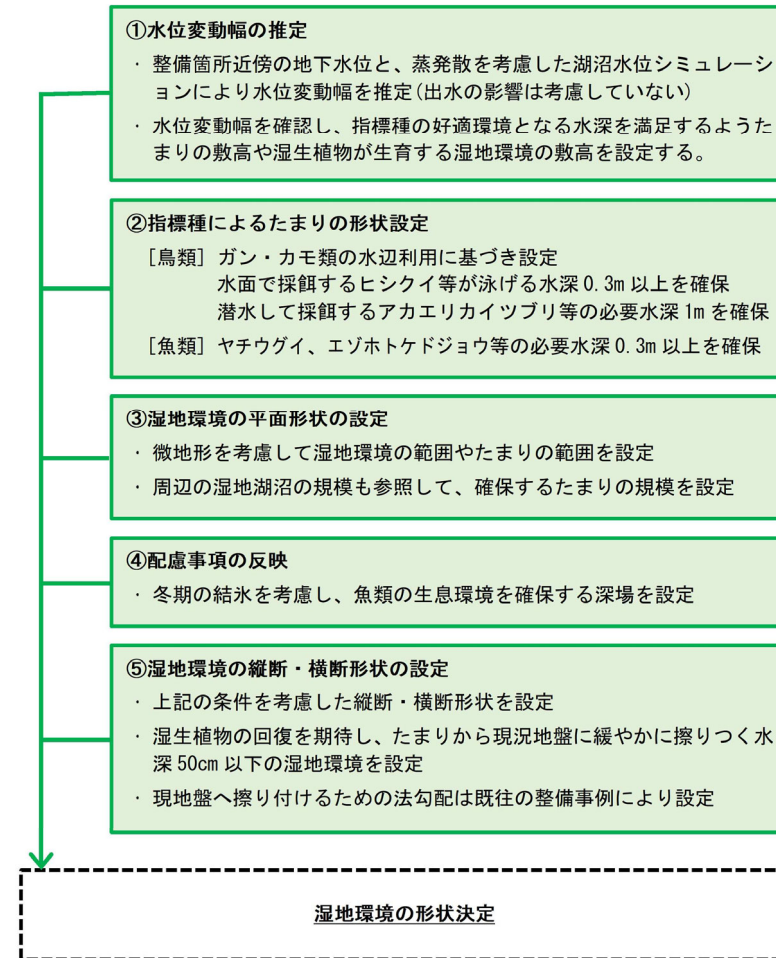 ①水位変動幅の推定
・ 整備箇所近傍の地下水位と、蒸発散を考慮した湖沼水位シミュレーシ
ョンにより水位変動幅を推定(出水の影響は考慮していない)
・ 水位変動幅を確認し、指標種の好適環境となる水深を満足するようた
まりの敷高や湿生植物が生育する湿地環境の敷高を設定する。
②指標種によるたまりの形状設定
[鳥類] ガン・カモ類の水辺利用に基づき設定
水面で採餌するヒシクイ等が泳げる水深 0.3m 以上を確保
潜水して採餌するアカエリカイツブリ等の必要水深 1m を確保
[魚類] ヤチウグイ、エゾホトケドジョウ等の必要水深 0.3m 以上を確保
③湿地環境の平面形状の設定
・ 微地形を考慮して湿地環境の範囲やたまりの範囲を設定
・ 周辺の湿地湖沼の規模も参照して、確保するたまりの規模を設定
④配慮事項の反映
・ 冬期の結氷を考慮し、魚類の生息環境を確保する深場を設定
⑤湿地環境の縦断・横断形状の設定
・ 上記の条件を考慮した縦断・横断形状を設定
・ 湿生植物の回復を期待し、たまりから現況地盤に緩やかに擦りつく水
深 50cm 以下の湿地環境を設定
・ 現地盤へ擦り付けるための法勾配は既往の整備事例により設定
湿地環境の形状決定